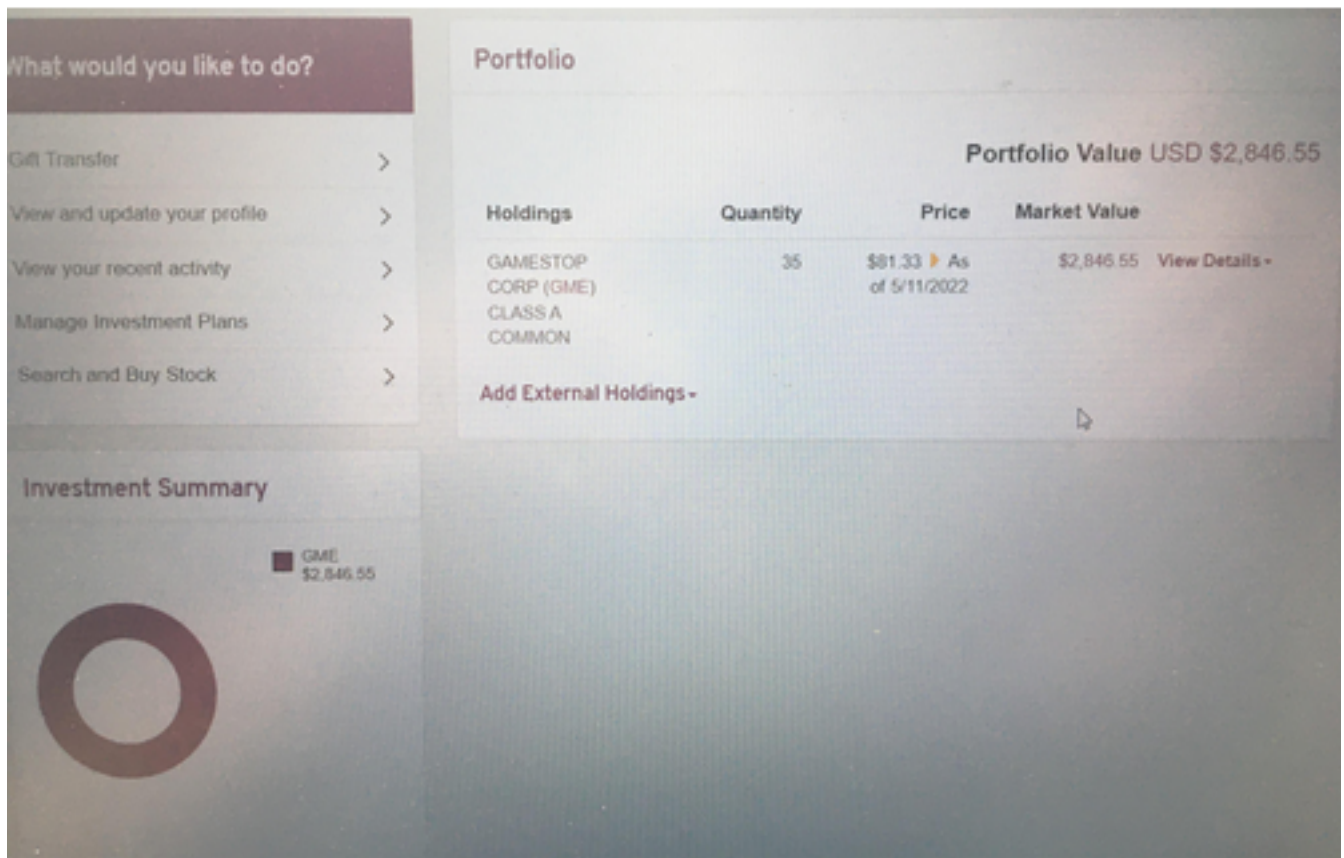 What would you like to do?
Gift Transfer
View and update your profile
View your recent activity
Manage Investment Plans
Search and Buy Stock
Portfolio
Portfolio Value USD $2,846.55
Holdings Quantity Price Market Value
GAMESTOP 35 $81.33 As $2,846.55 View Details
CORP (GME) of 5/11/2022
CLASS A
COMMON
Add External Holdings
Investment Summary
GME
$2,846.55